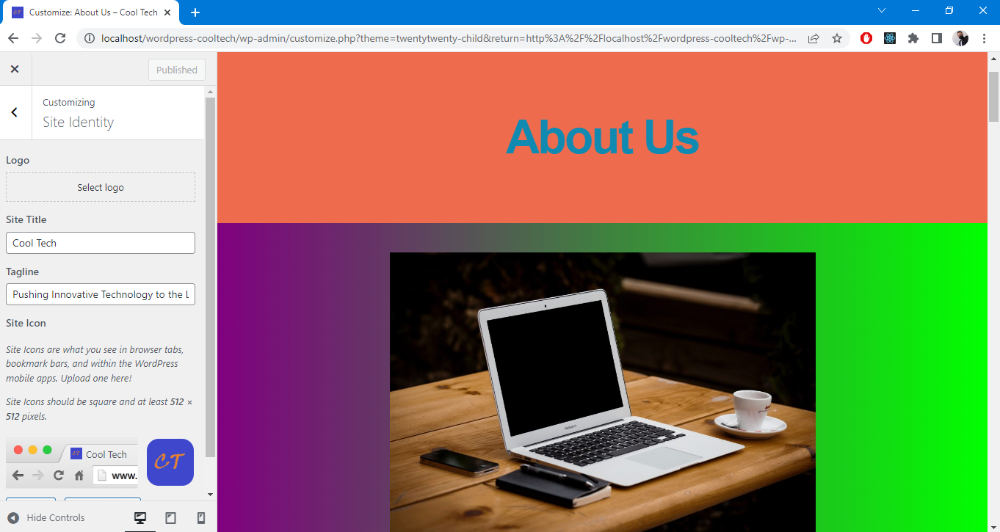 Customize: About Us – Cool Tech
localhost/wordpress-cooltech/wp-admin/customize.php?theme=twentytwenty-child&return=http%3A%2F%2Flocalhost%2Fwordpress-cooltech%2Fwp-...
Published
Customizing
Site Identity
Logo
Select logo
Site Title
Cool Tech
Tagline
Pushing Innovative Technology to the L
Site Icon
Site Icons are what you see in browser tabs,
bookmark bars, and within the WordPress
mobile apps. Upload one here!
Site Icons should be square and at least 512 ×
512 pixels.
Cool Tech
www.
CT
Hide Controls
About Us